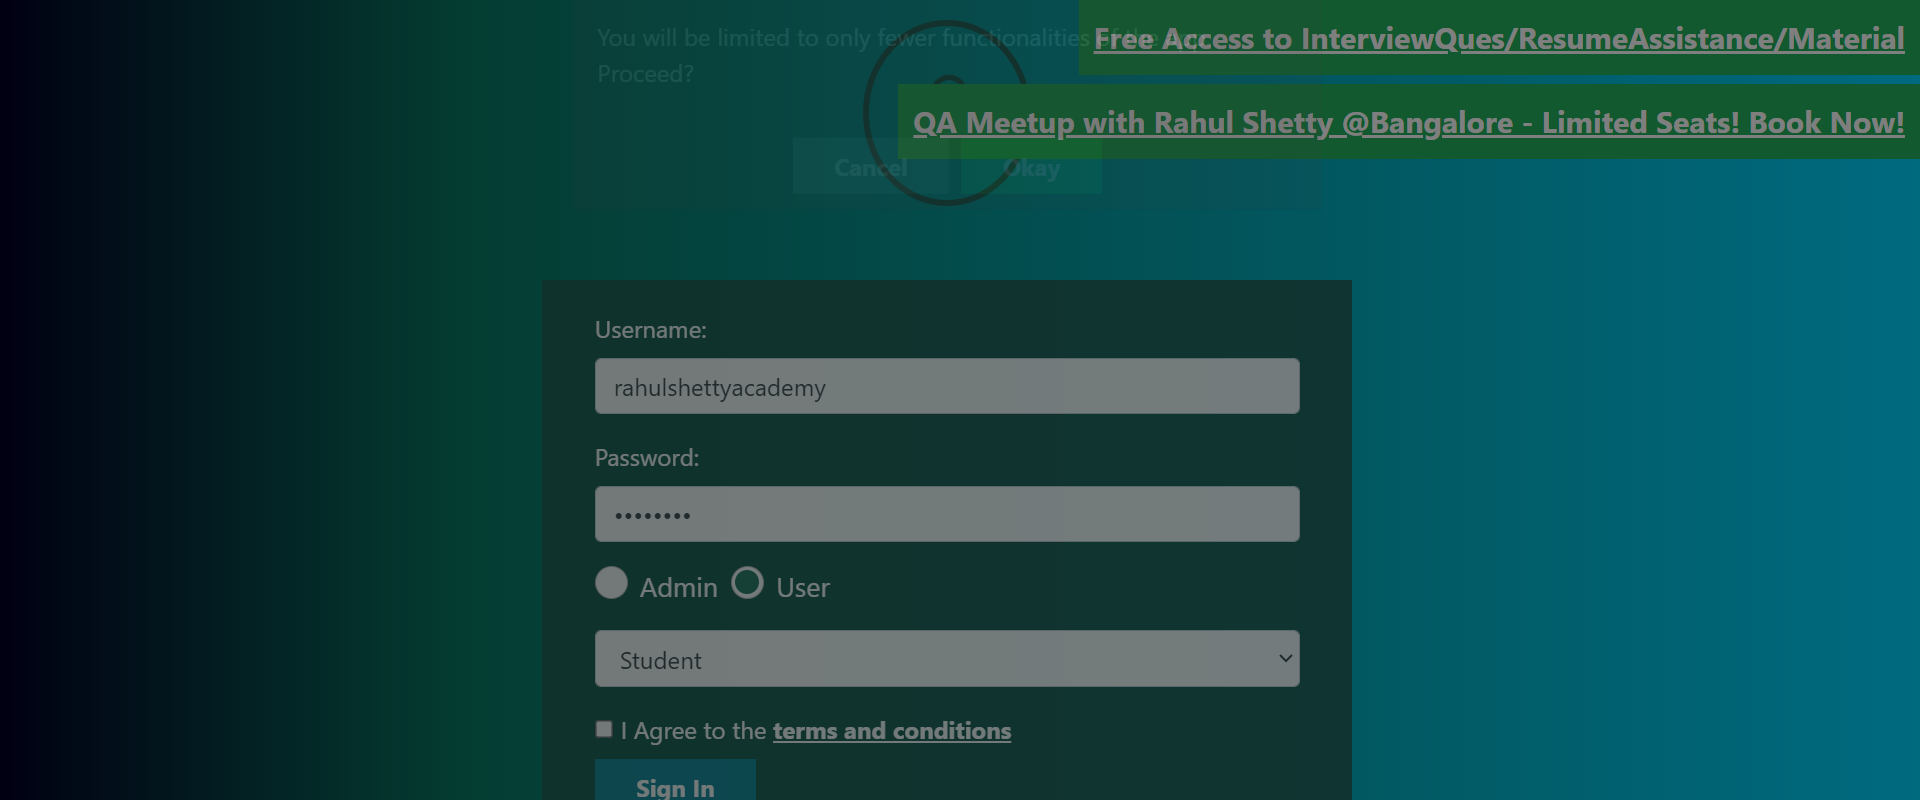 You will be limited to only fewer functionalities of the
Proceed?
Free Access to InterviewQues/ResumeAssistance/Material
QA Meetup with Rahul Shetty @Bangalore - Limited Seats! Book Now!
Cancel
Okay
Username:
rahulshettyacademy
Password:
••••••••
Admin
User
Student
I Agree to the terms and conditions
Sign In